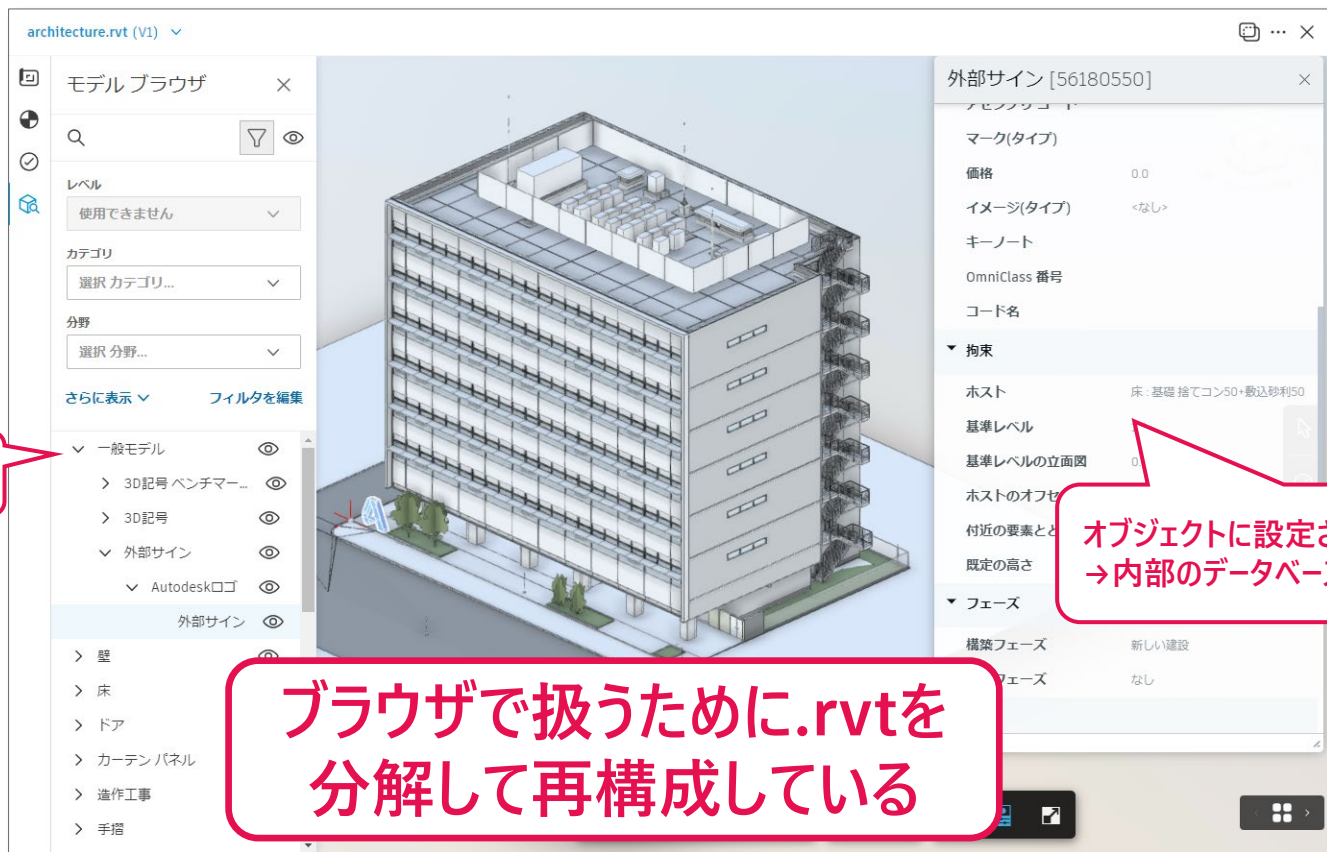 architecture.rvt (V1)
モデル ブラウザ
レベル
使用できません
カテゴリ
選択 カテゴリ...
分野
選択 分野...
さらに表示
フィルタを編集
一般モデル
3D記号 ベンチマー...
3D記号
外部サイン
Autodeskロゴ
外部サイン
壁
床
ドア
カーテン パネル
造作工事
手摺
外部サイン [56180550]
マーク(タイプ)
価格 0.0
イメージ(タイプ) <なし>
キーノート
OmniClass 番号
コード名
拘束
ホスト 床 : 基礎 捨てコン50+敷込砂利50
基準レベル
基準レベルの立面図
ホストのオフセ
付近の要素とと
既定の高さ
フェーズ
構築フェーズ 新しい建設
フェーズ なし
オブジェクトに設定さ
→内部のデータベー
ブラウザで扱うために.rvtを
分解して再構成している